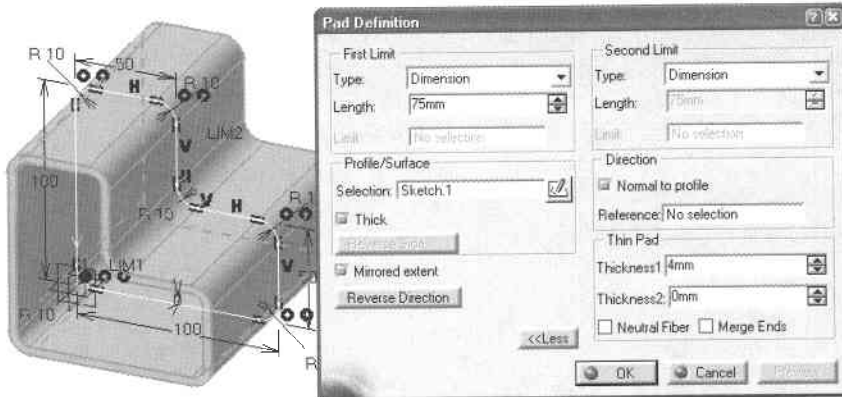 Pad Definition
First Limit
Type: Dimension
Length: 75mm
Limit: No selection
Profile/Surface
Selection: Sketch.1
Thick
Mirrored extent
Reverse Direction
<<Less
Second Limit
Type: Dimension
Length: 75mm
Limit: No selection
Direction
Normal to profile
Reference: No selection
Thin Pad
Thickness1: 4mm
Thickness2: 0mm
Neutral Fiber
Merge Ends
OK
Cancel
Preview
R 10
50
R 10
H
LIM2
V
100
V
H
R 1
R 10
V
LIM1
R 10
100
R